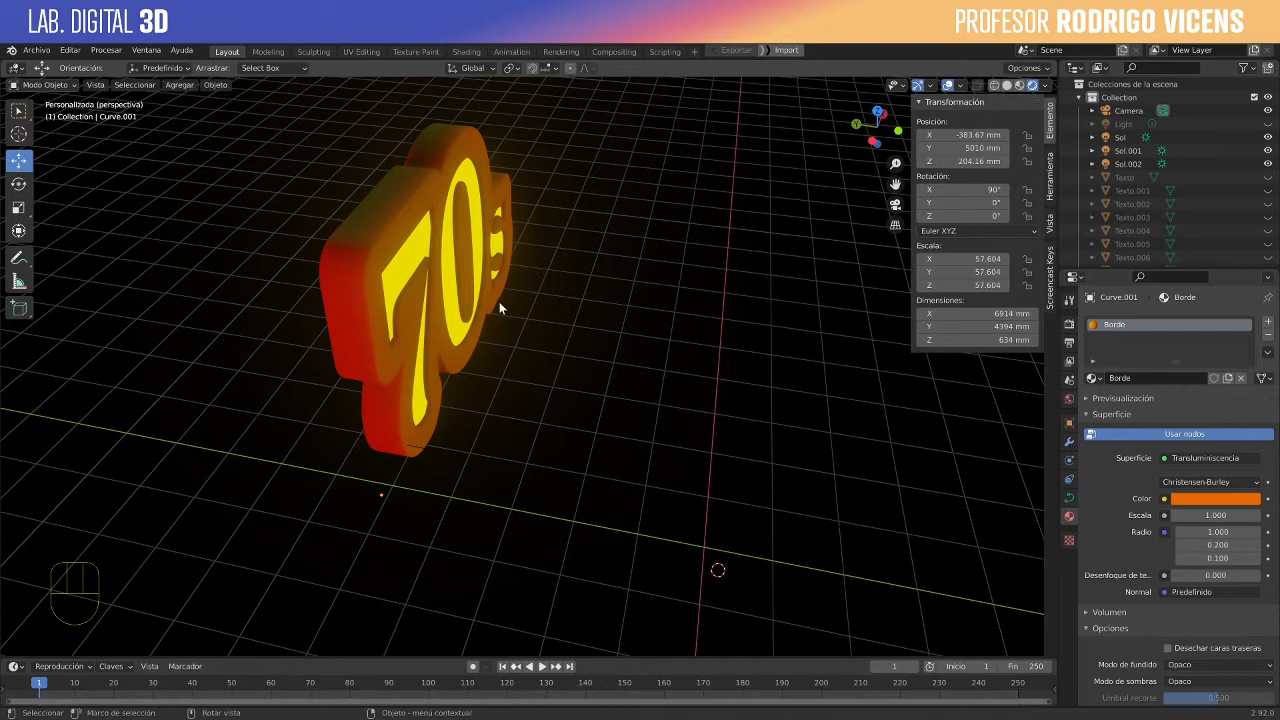 LAB. DIGITAL 3D
PROFESOR RODRIGO VICENS
Archivo Editar Procesar Ventana Ayuda
Layout Modeling Sculpting UV Editing Texture Paint Shading Animation Rendering Compositing Scripting +
Exportar Import
Scene View Layer
Orientación: Predefinido Arrastrar: Select Box
Global
Opciones
Modo Objeto Vista Seleccionar Agregar Objeto
Personalizada (perspectiva)
(1) Collection | Curve.001
70s
Transformación
Posición:
X -383.67 mm
Y 5010 mm
Z 204.16 mm
Rotación:
X 90°
Y 0°
Z 0°
Euler XYZ
Escala:
X 57.604
Y 57.604
Z 57.604
Dimensiones:
X 6914 mm
Y 4394 mm
Z 634 mm
Elemento
Herramienta
Vista
Screencast Keys
Z
Y
Colecciones de la escena
Collection
Camera
Light
Sol
Sol.001
Sol.002
Texto
Texto.001
Texto.002
Texto.003
Texto.004
Texto.005
Texto.006
Curve.001 Borde
Borde
Borde
Previsualización
Superficie
Usar nodos
Superficie Transluminiscencia
Christensen-Burley
Color
Escala 1.000
Radio 1.000
0.200
0.100
Desenfoque de te... 0.000
Normal Predefinido
Volumen
Opciones
Desechar caras traseras
Modo de fundido Opaco
Modo de sombras Opaco
Umbral recorte 0.500
Reproducción Claves Vista Marcador
1 Inicio 1 Fin 250
1 10 20 30 40 50 60 70 80 90 100 110 120 130 140 150 160 170 180 190 200 210 220 230 240 250
Seleccionar Marco de selección Rotar vista Objeto - menú contextual
2.92.0